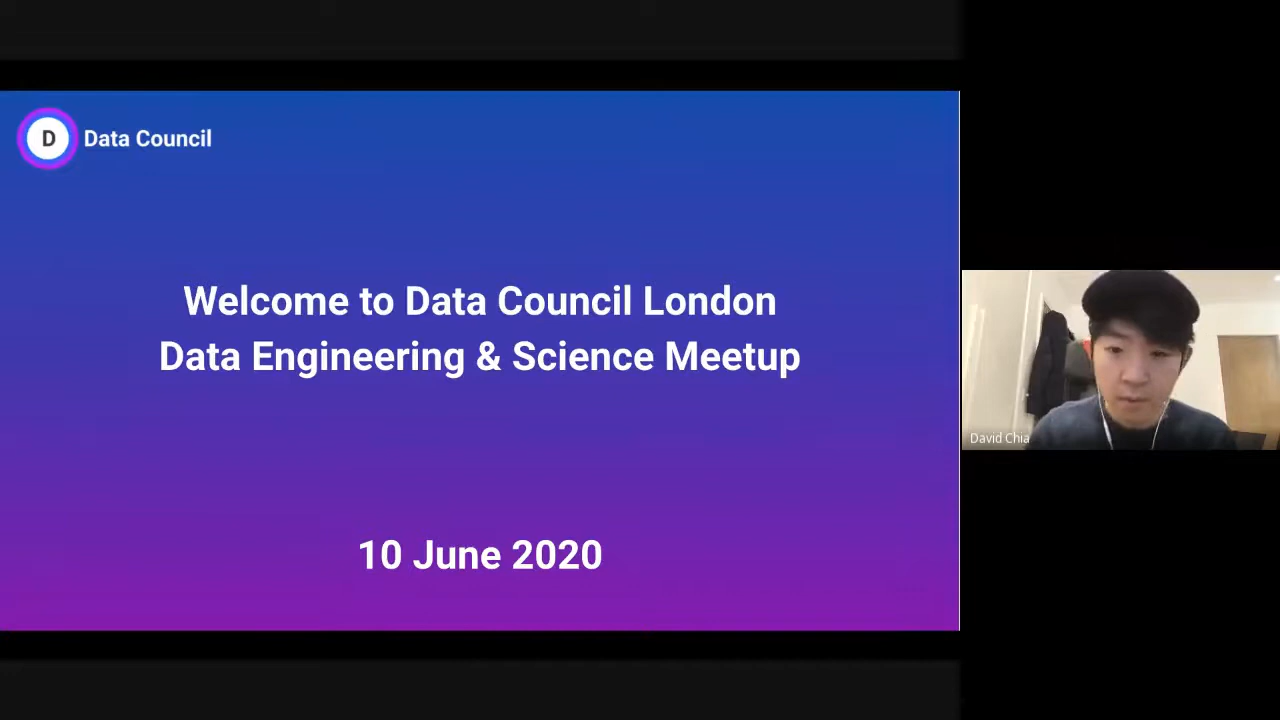 D
Data Council
Welcome to Data Council London
Data Engineering & Science Meetup
10 June 2020
David Chia